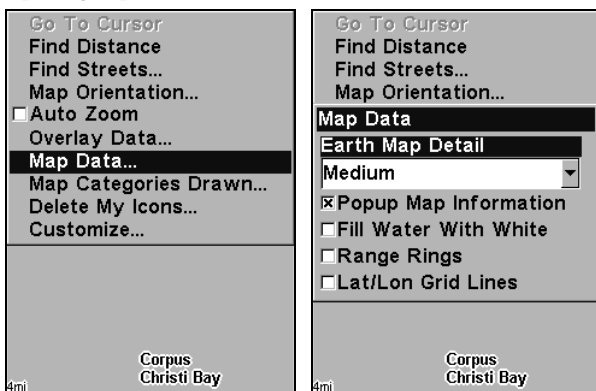 Go To Cursor
Find Distance
Find Streets...
Map Orientation...
Auto Zoom
Overlay Data...
Map Data...
Map Categories Drawn...
Delete My Icons...
Customize...
Corpus
Christi Bay
4mi
Go To Cursor
Find Distance
Find Streets...
Map Orientation...
Map Data
Earth Map Detail
Medium
Popup Map Information
Fill Water With White
Range Rings
Lat/Lon Grid Lines
Corpus
Christi Bay
4mi